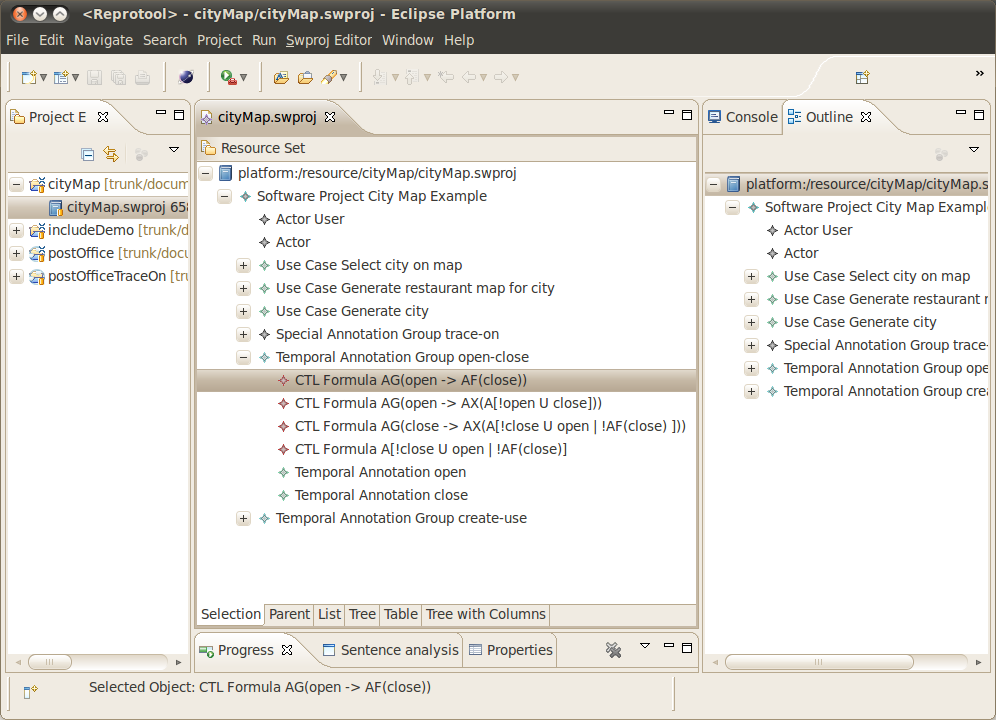 <Reprotool> - cityMap/cityMap.swproj - Eclipse Platform
File Edit Navigate Search Project Run Swproj Editor Window Help
»
Project E
cityMap [trunk/docum
cityMap.swproj 658
includeDemo [trunk/d
postOffice [trunk/docu
postOfficeTraceOn [tru
cityMap.swproj
Resource Set
platform:/resource/cityMap/cityMap.swproj
Software Project City Map Example
Actor User
Actor
Use Case Select city on map
Use Case Generate restaurant map for city
Use Case Generate city
Special Annotation Group trace-on
Temporal Annotation Group open-close
CTL Formula AG(open -> AF(close))
CTL Formula AG(open -> AX(A[!open U close]))
CTL Formula AG(close -> AX(A[!close U open | !AF(close) ]))
CTL Formula A[!close U open | !AF(close)]
Temporal Annotation open
Temporal Annotation close
Temporal Annotation Group create-use
Selection Parent List Tree Table Tree with Columns
Console Outline
platform:/resource/cityMap/cityMap.s
Software Project City Map Exampl
Actor User
Actor
Use Case Select city on map
Use Case Generate restaurant r
Use Case Generate city
Special Annotation Group trace-
Temporal Annotation Group ope
Temporal Annotation Group crea
Progress Sentence analysis Properties
Selected Object: CTL Formula AG(open -> AF(close))